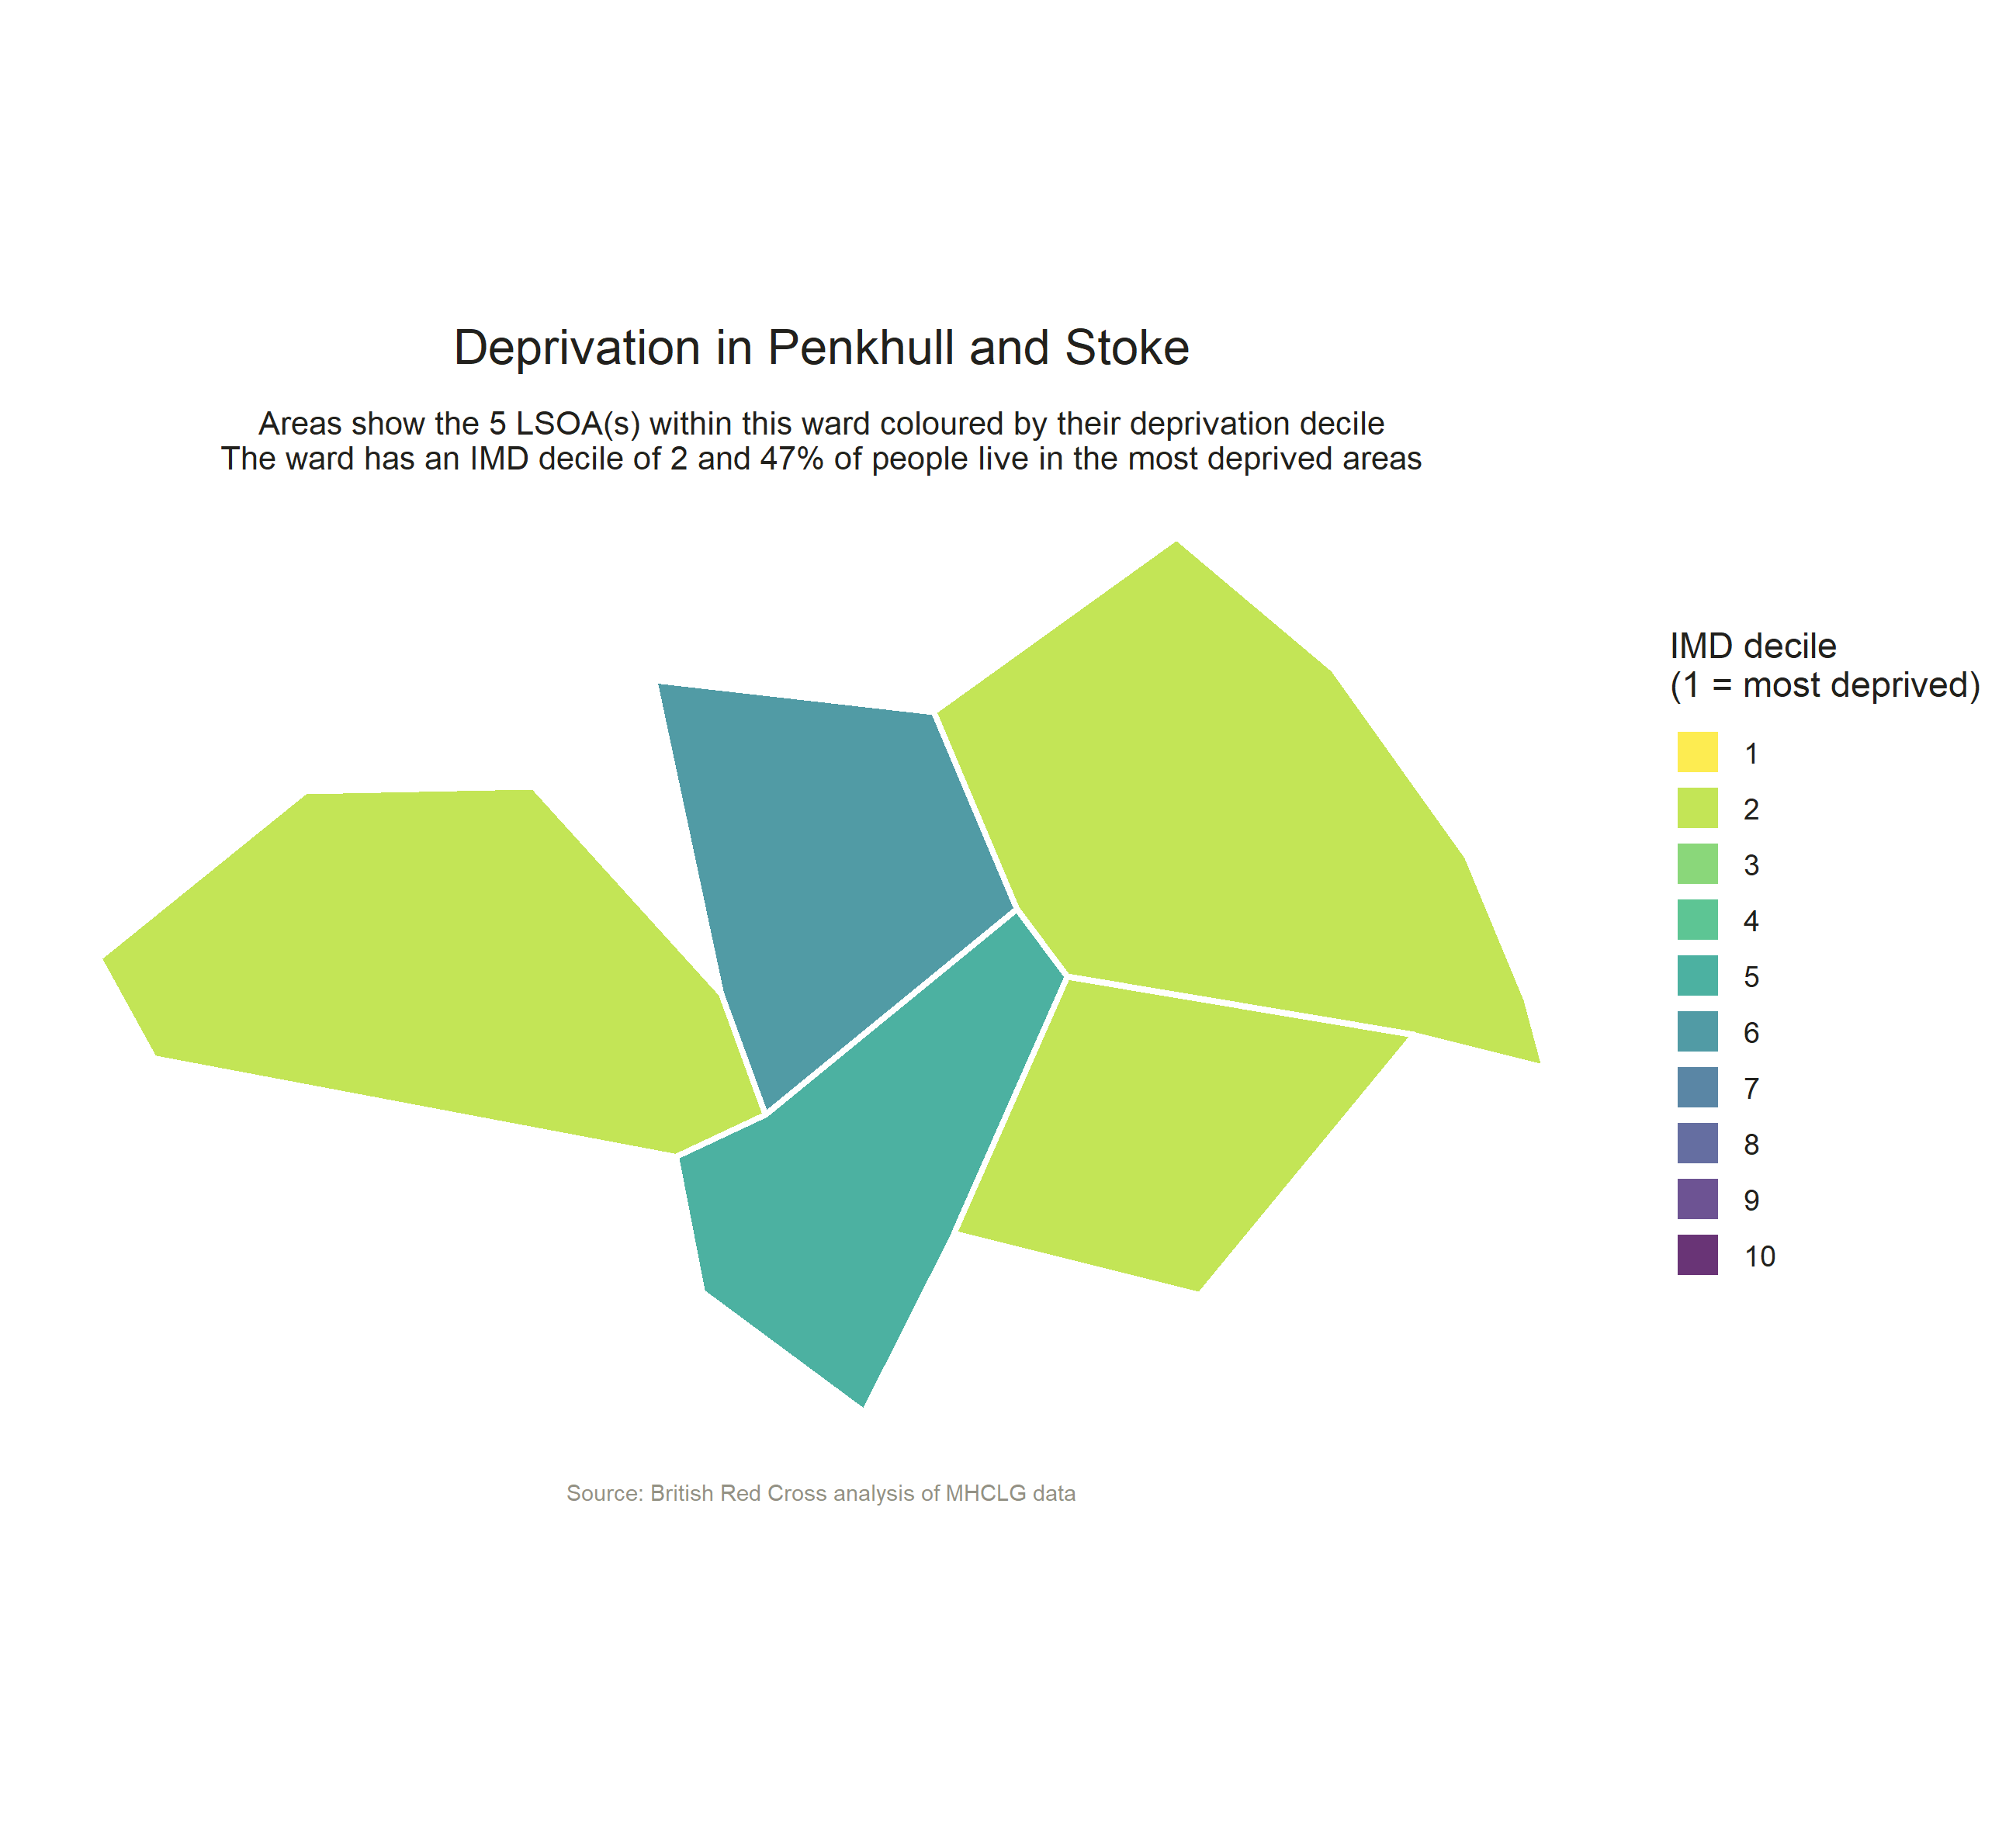 Deprivation in Penkhull and Stoke
Areas show the 5 LSOA(s) within this ward coloured by their deprivation decile
The ward has an IMD decile of 2 and 47% of people live in the most deprived areas
IMD decile
(1 = most deprived)
1
2
3
4
5
6
7
8
9
10
Source: British Red Cross analysis of MHCLG data